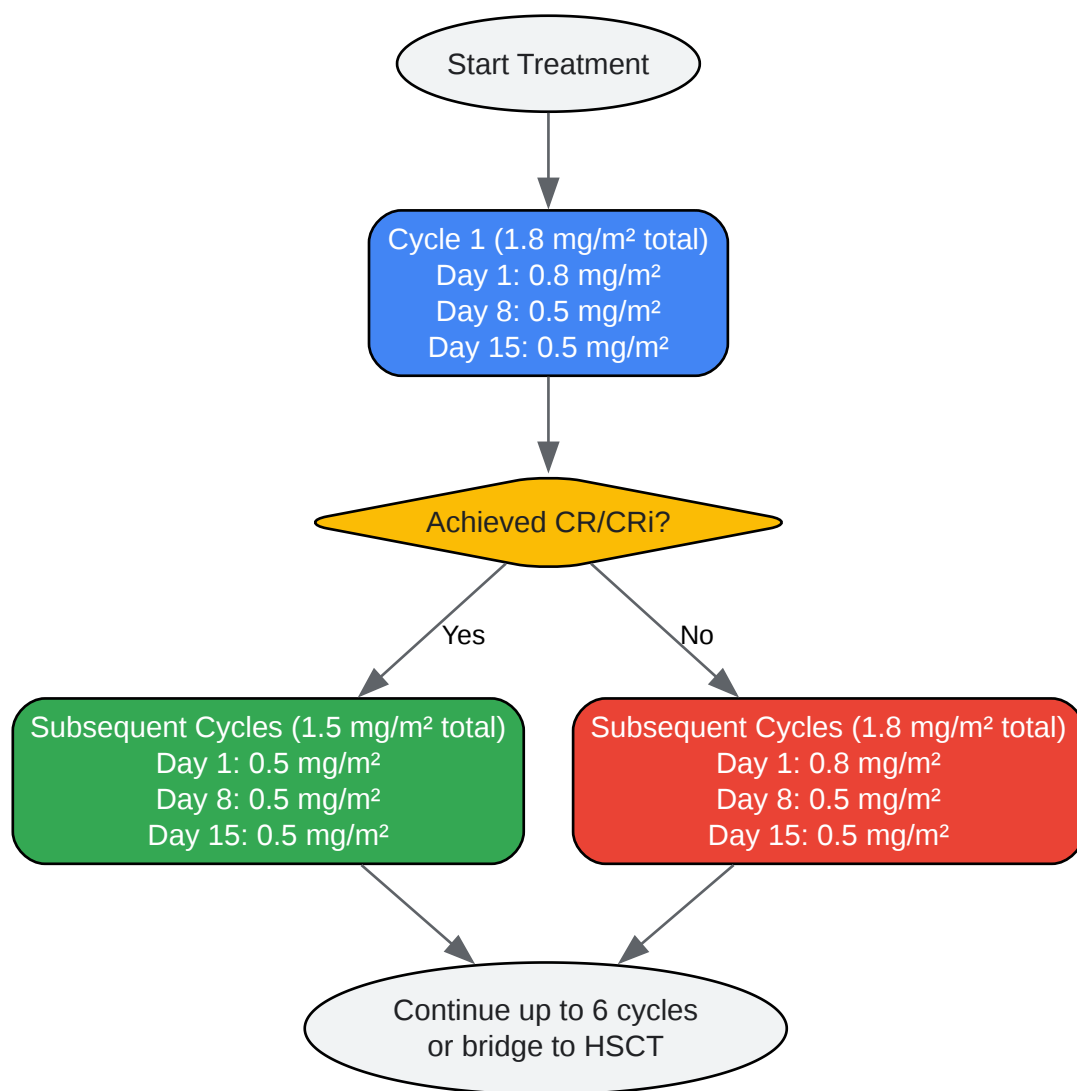 Start Treatment
Cycle 1 (1.8 mg/m² total)
Day 1: 0.8 mg/m²
Day 8: 0.5 mg/m²
Day 15: 0.5 mg/m²
Achieved CR/CRi?
Yes
No
Subsequent Cycles (1.5 mg/m² total)
Day 1: 0.5 mg/m²
Day 8: 0.5 mg/m²
Day 15: 0.5 mg/m²
Subsequent Cycles (1.8 mg/m² total)
Day 1: 0.8 mg/m²
Day 8: 0.5 mg/m²
Day 15: 0.5 mg/m²
Continue up to 6 cycles
or bridge to HSCT